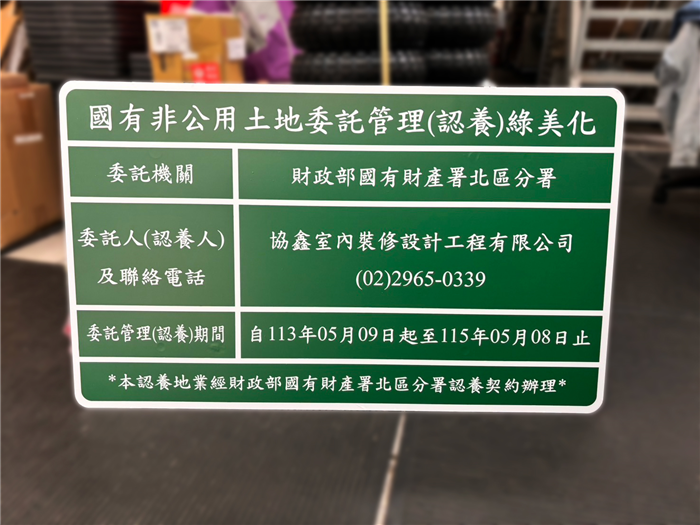 國有非公用土地委託管理(認養)綠美化
委託機關
財政部國有財產署北區分署
委託人(認養人)
及聯絡電話
協鑫室內裝修設計工程有限公司
(02)2965-0339
委託管理(認養)期間
自113年05月09日起至115年05月08日止
*本認養地業經財政部國有財產署北區分署認養契約辦理*